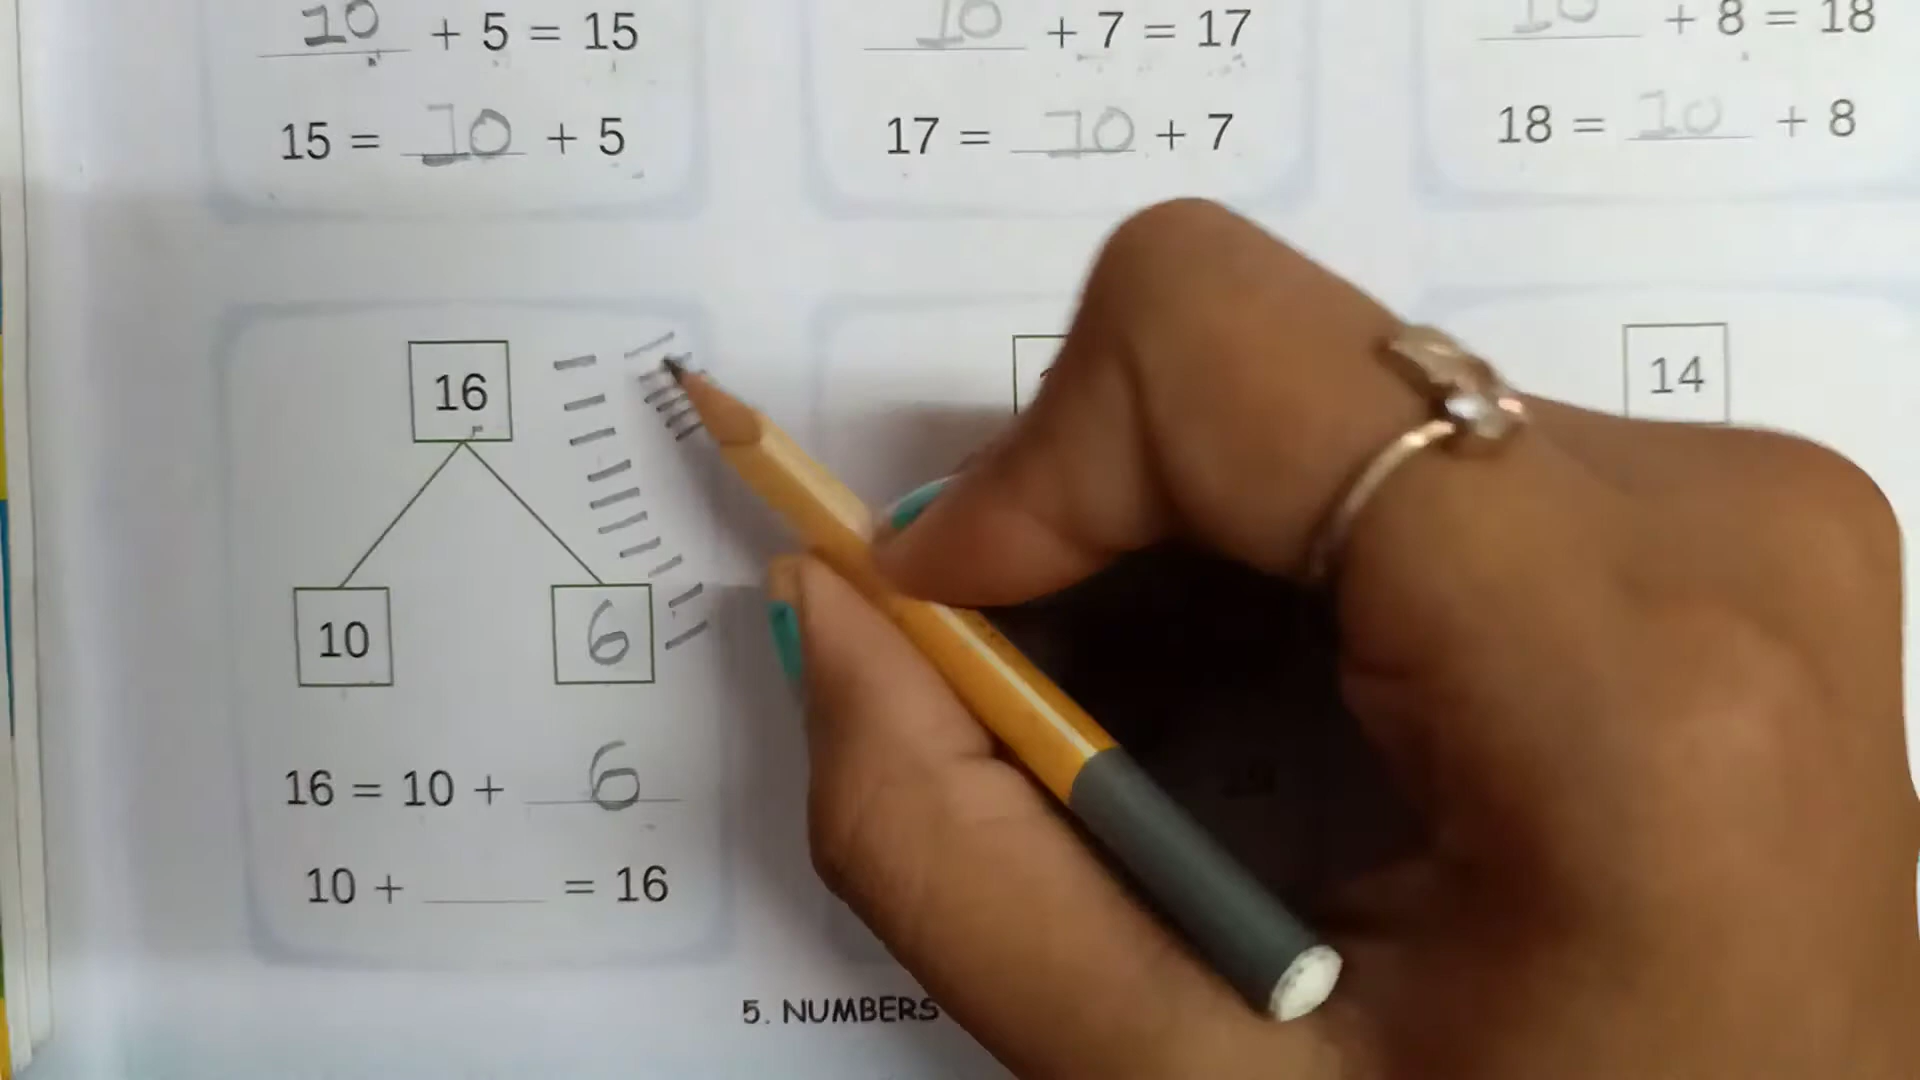 10 + 5 = 15
10 + 7 = 17
10 + 8 = 18
15 = 10 + 5
17 = 10 + 7
18 = 10 + 8
16
14
10
6
16 = 10 + 6
10 + ____ = 16
5. NUMBERS